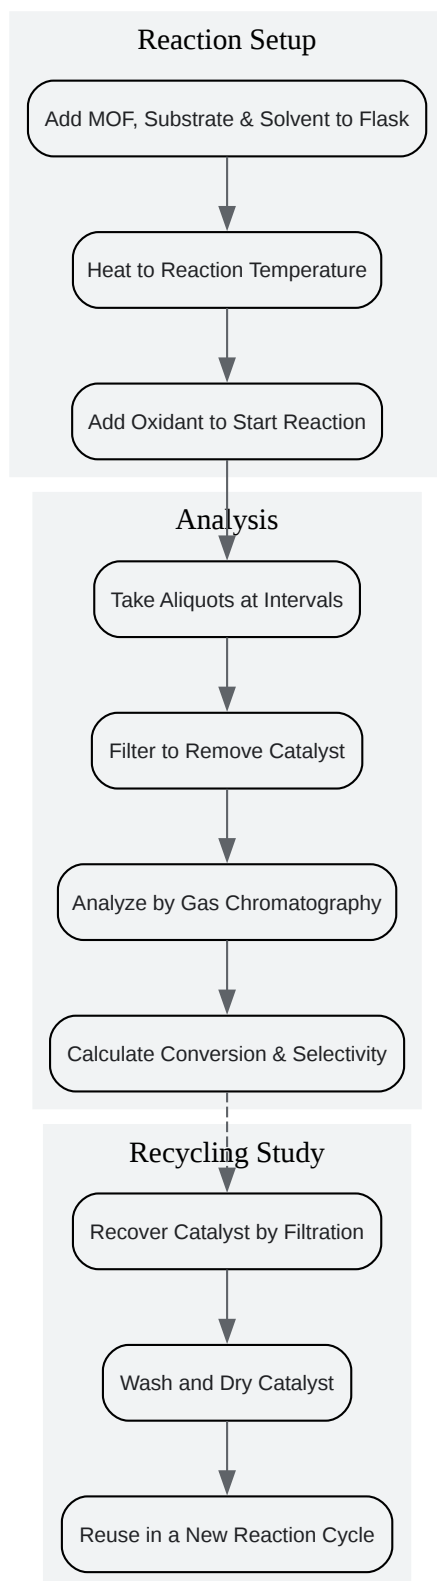 Reaction Setup
Add MOF, Substrate & Solvent to Flask
Heat to Reaction Temperature
Add Oxidant to Start Reaction
Analysis
Take Aliquots at Intervals
Filter to Remove Catalyst
Analyze by Gas Chromatography
Calculate Conversion & Selectivity
Recycling Study
Recover Catalyst by Filtration
Wash and Dry Catalyst
Reuse in a New Reaction Cycle